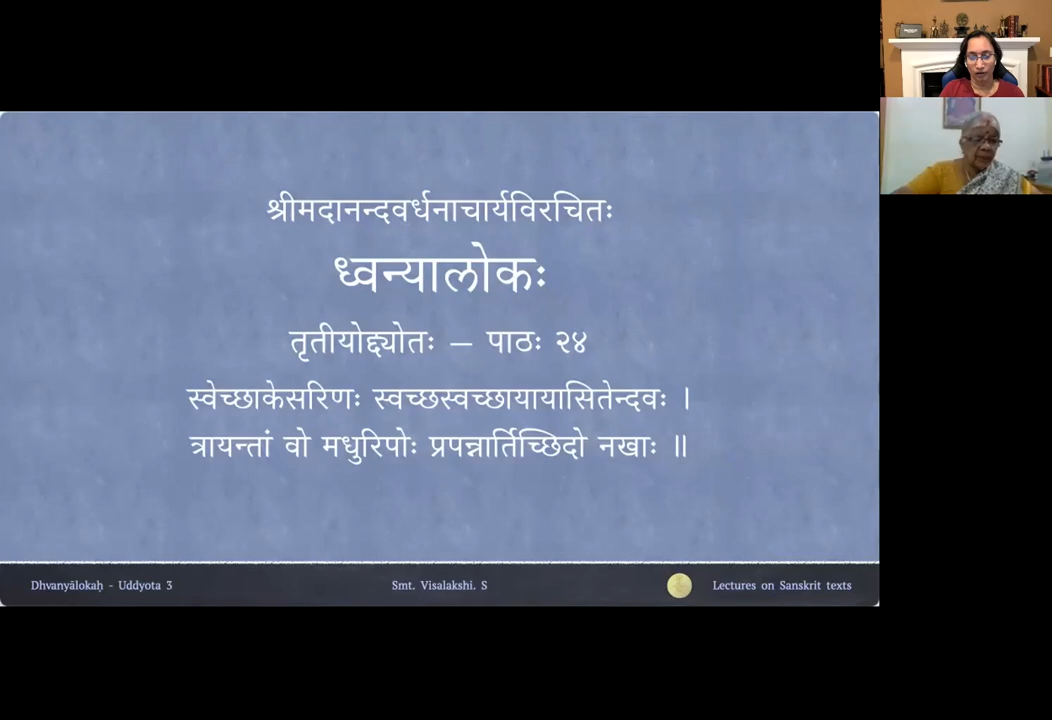 श्रीमदानन्दवर्धनाचार्यविरचितः
ध्वन्यालोकः
तृतीयोद्द्योतः – पाठः २४
स्वेच्छाकेसरिणः स्वच्छस्वच्छायायासितेन्दवः ।
त्रायन्तां वो मधुरिपोः प्रपन्नार्तिच्छिदो नखाः ॥
Dhvanyālokaḥ - Uddyota 3
Smt. Visalakshi. S
Lectures on Sanskrit texts